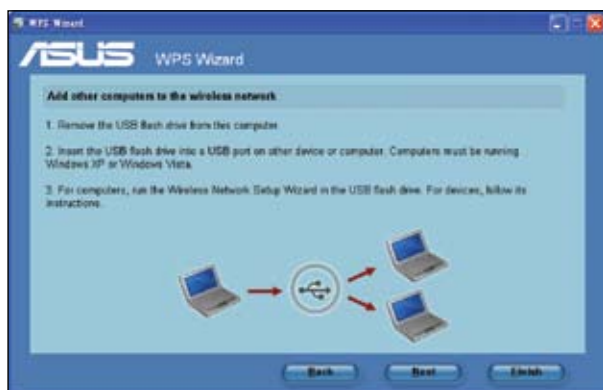 WPS Wizard
ASUS WPS Wizard
Add other computers to the wireless network
1. Remove the USB flash drive from this computer
2. Insert the USB flash drive into a USB port on other device or computer. Computers must be running
Windows XP or Windows Vista.
3. For computers, run the Wireless Network Setup Wizard in the USB flash drive. For devices, follow its
instructions.
Back Next Finish